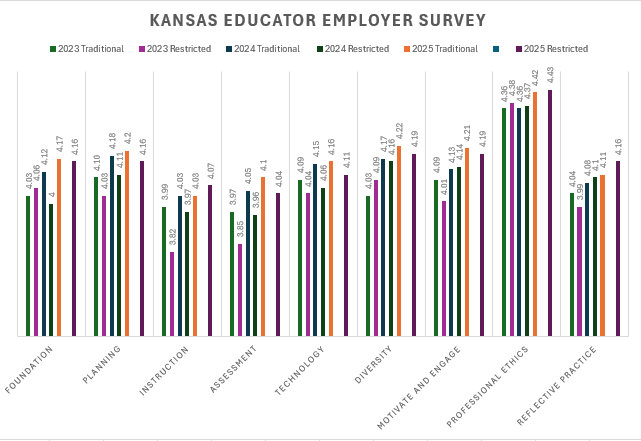 KANSAS EDUCATOR EMPLOYER SURVEY
2023 Traditional 2023 Restricted 2024 Traditional 2024 Restricted 2025 Traditional 2025 Restricted
4.03 4.06 4.12 4 4.17 4.16
4.10 4.03 4.18 4.11 4.2 4.16
3.99 3.82 4.03 3.97 4.03 4.07
3.97 3.85 4.05 3.96 4.1 4.04
4.09 4.04 4.15 4.06 4.16 4.11
4.03 4.09 4.17 4.16 4.22 4.19
4.09 4.01 4.13 4.14 4.21 4.19
4.36 4.38 4.36 4.37 4.42 4.43
4.04 3.99 4.08 4.1 4.11 4.16
FOUNDATION
PLANNING
INSTRUCTION
ASSESSMENT
TECHNOLOGY
DIVERSITY
MOTIVATE AND ENGAGE
PROFESSIONAL ETHICS
REFLECTIVE PRACTICE